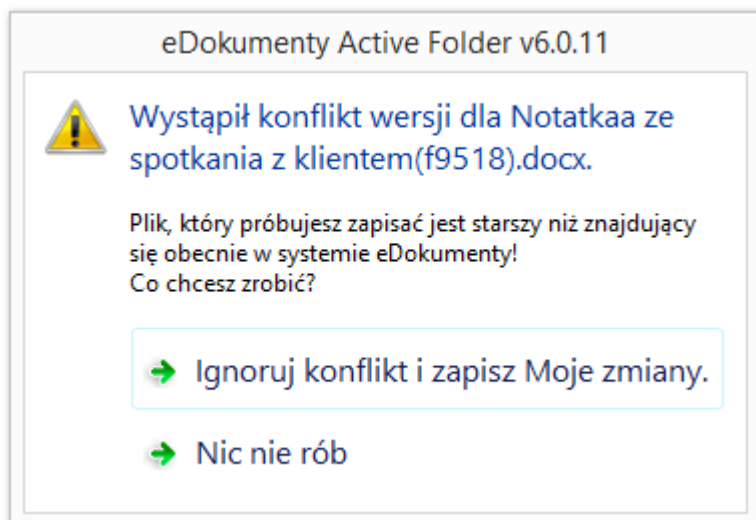 eDokumenty Active Folder v6.0.11
Wystąpił konflikt wersji dla Notatkaa ze
spotkania z klientem(f9518).docx.
Plik, który próbujesz zapisać jest starszy niż znajdujący
się obecnie w systemie eDokumenty!
Co chcesz zrobić?
Ignoruj konflikt i zapisz Moje zmiany.
Nic nie rób